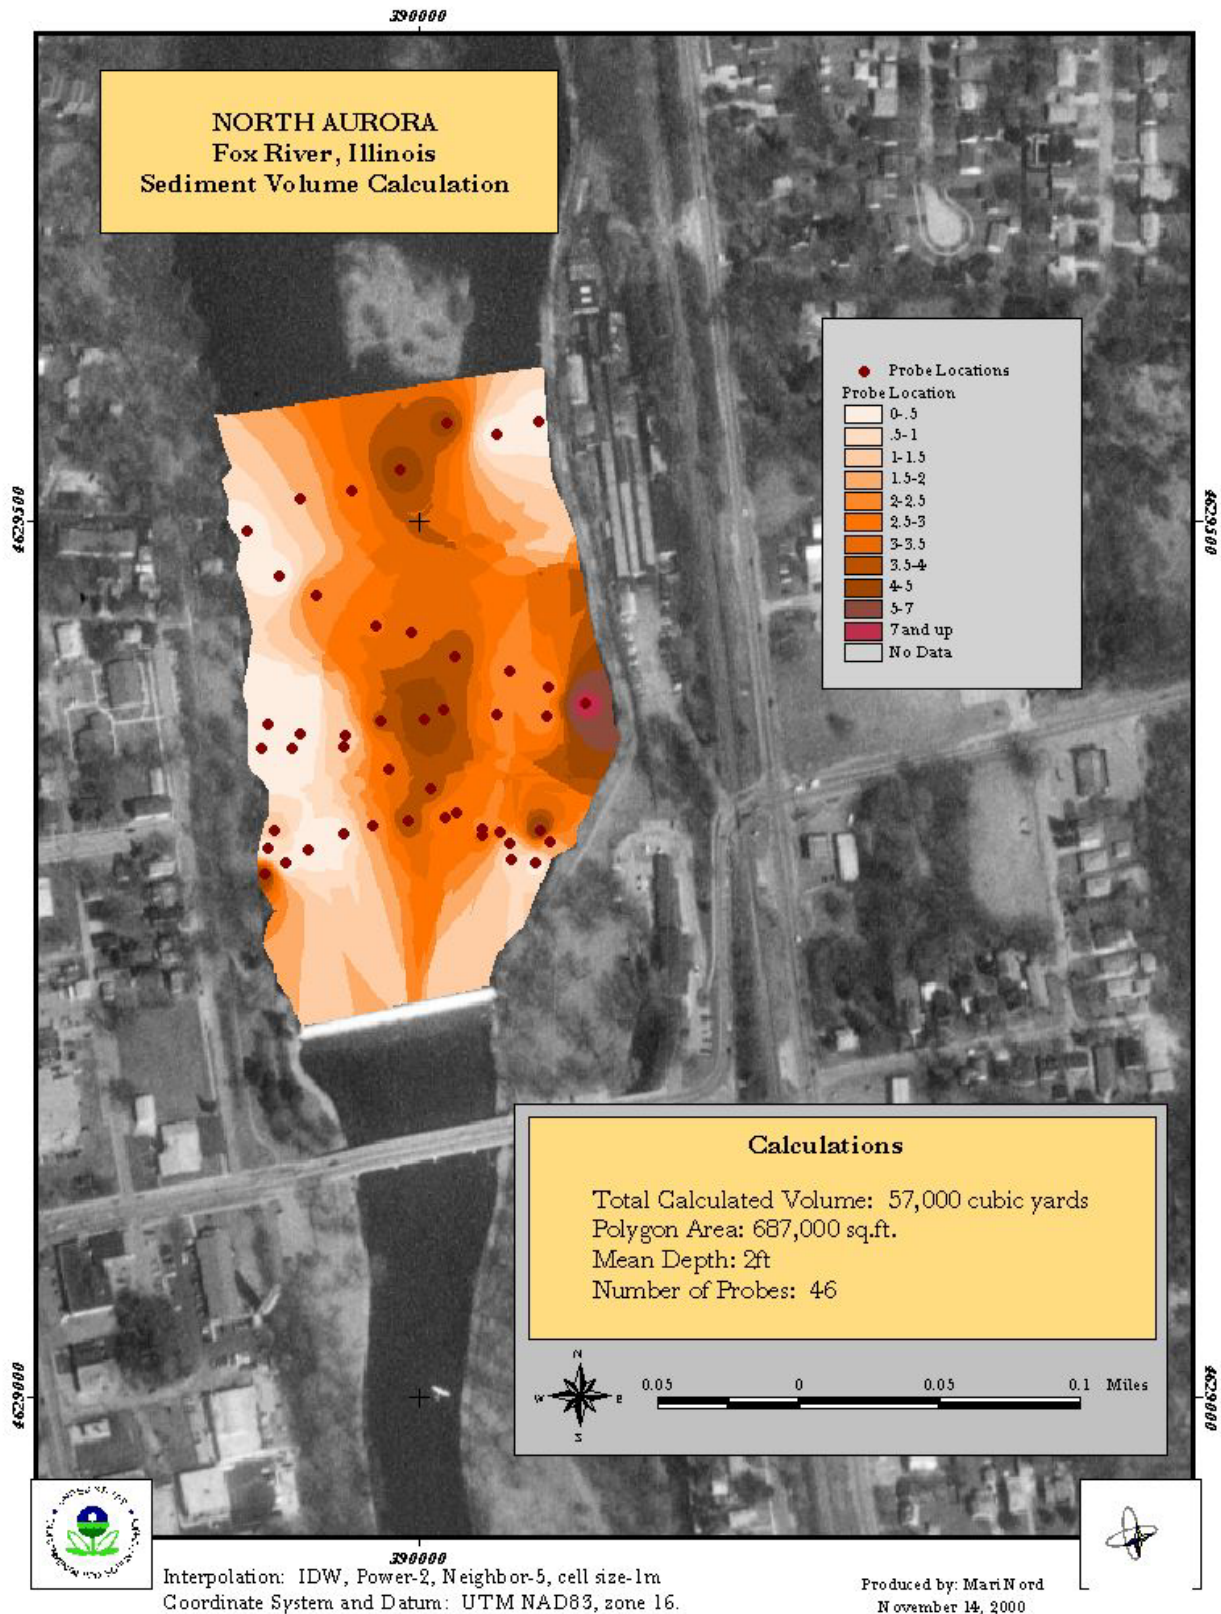 390000
NORTH AURORA
Fox River, Illinois
Sediment Volume Calculation
Probe Locations
Probe Location
0-.5
.5-1
1-1.5
1.5-2
2-2.5
2.5-3
3-3.5
3.5-4
4-5
5-7
7 and up
No Data
4629500
4629500
Calculations
Total Calculated Volume: 57,000 cubic yards
Polygon Area: 687,000 sq.ft.
Mean Depth: 2ft
Number of Probes: 46
N
W
E
S
0.05 0 0.05 0.1 Miles
4629000
4629000
390000
Interpolation: IDW, Power-2, Neighbor-5, cell size-1m
Coordinate System and Datum: UTM NAD83, zone 16.
Produced by: Mari Nord
November 14, 2000